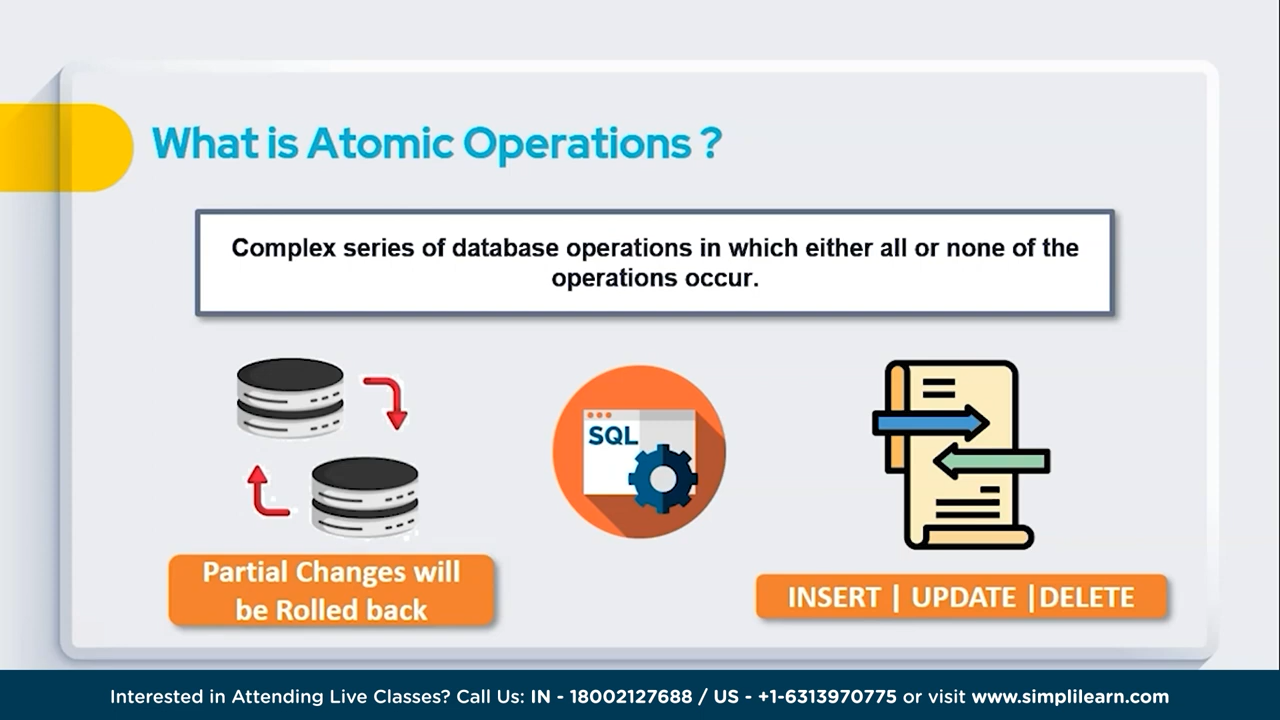 What is Atomic Operations ?
Complex series of database operations in which either all or none of the
operations occur.
SQL
Partial Changes will
be Rolled back
INSERT | UPDATE |DELETE
Interested in Attending Live Classes? Call Us: IN - 18002127688 / US - +1-6313970775 or visit www.simplilearn.com